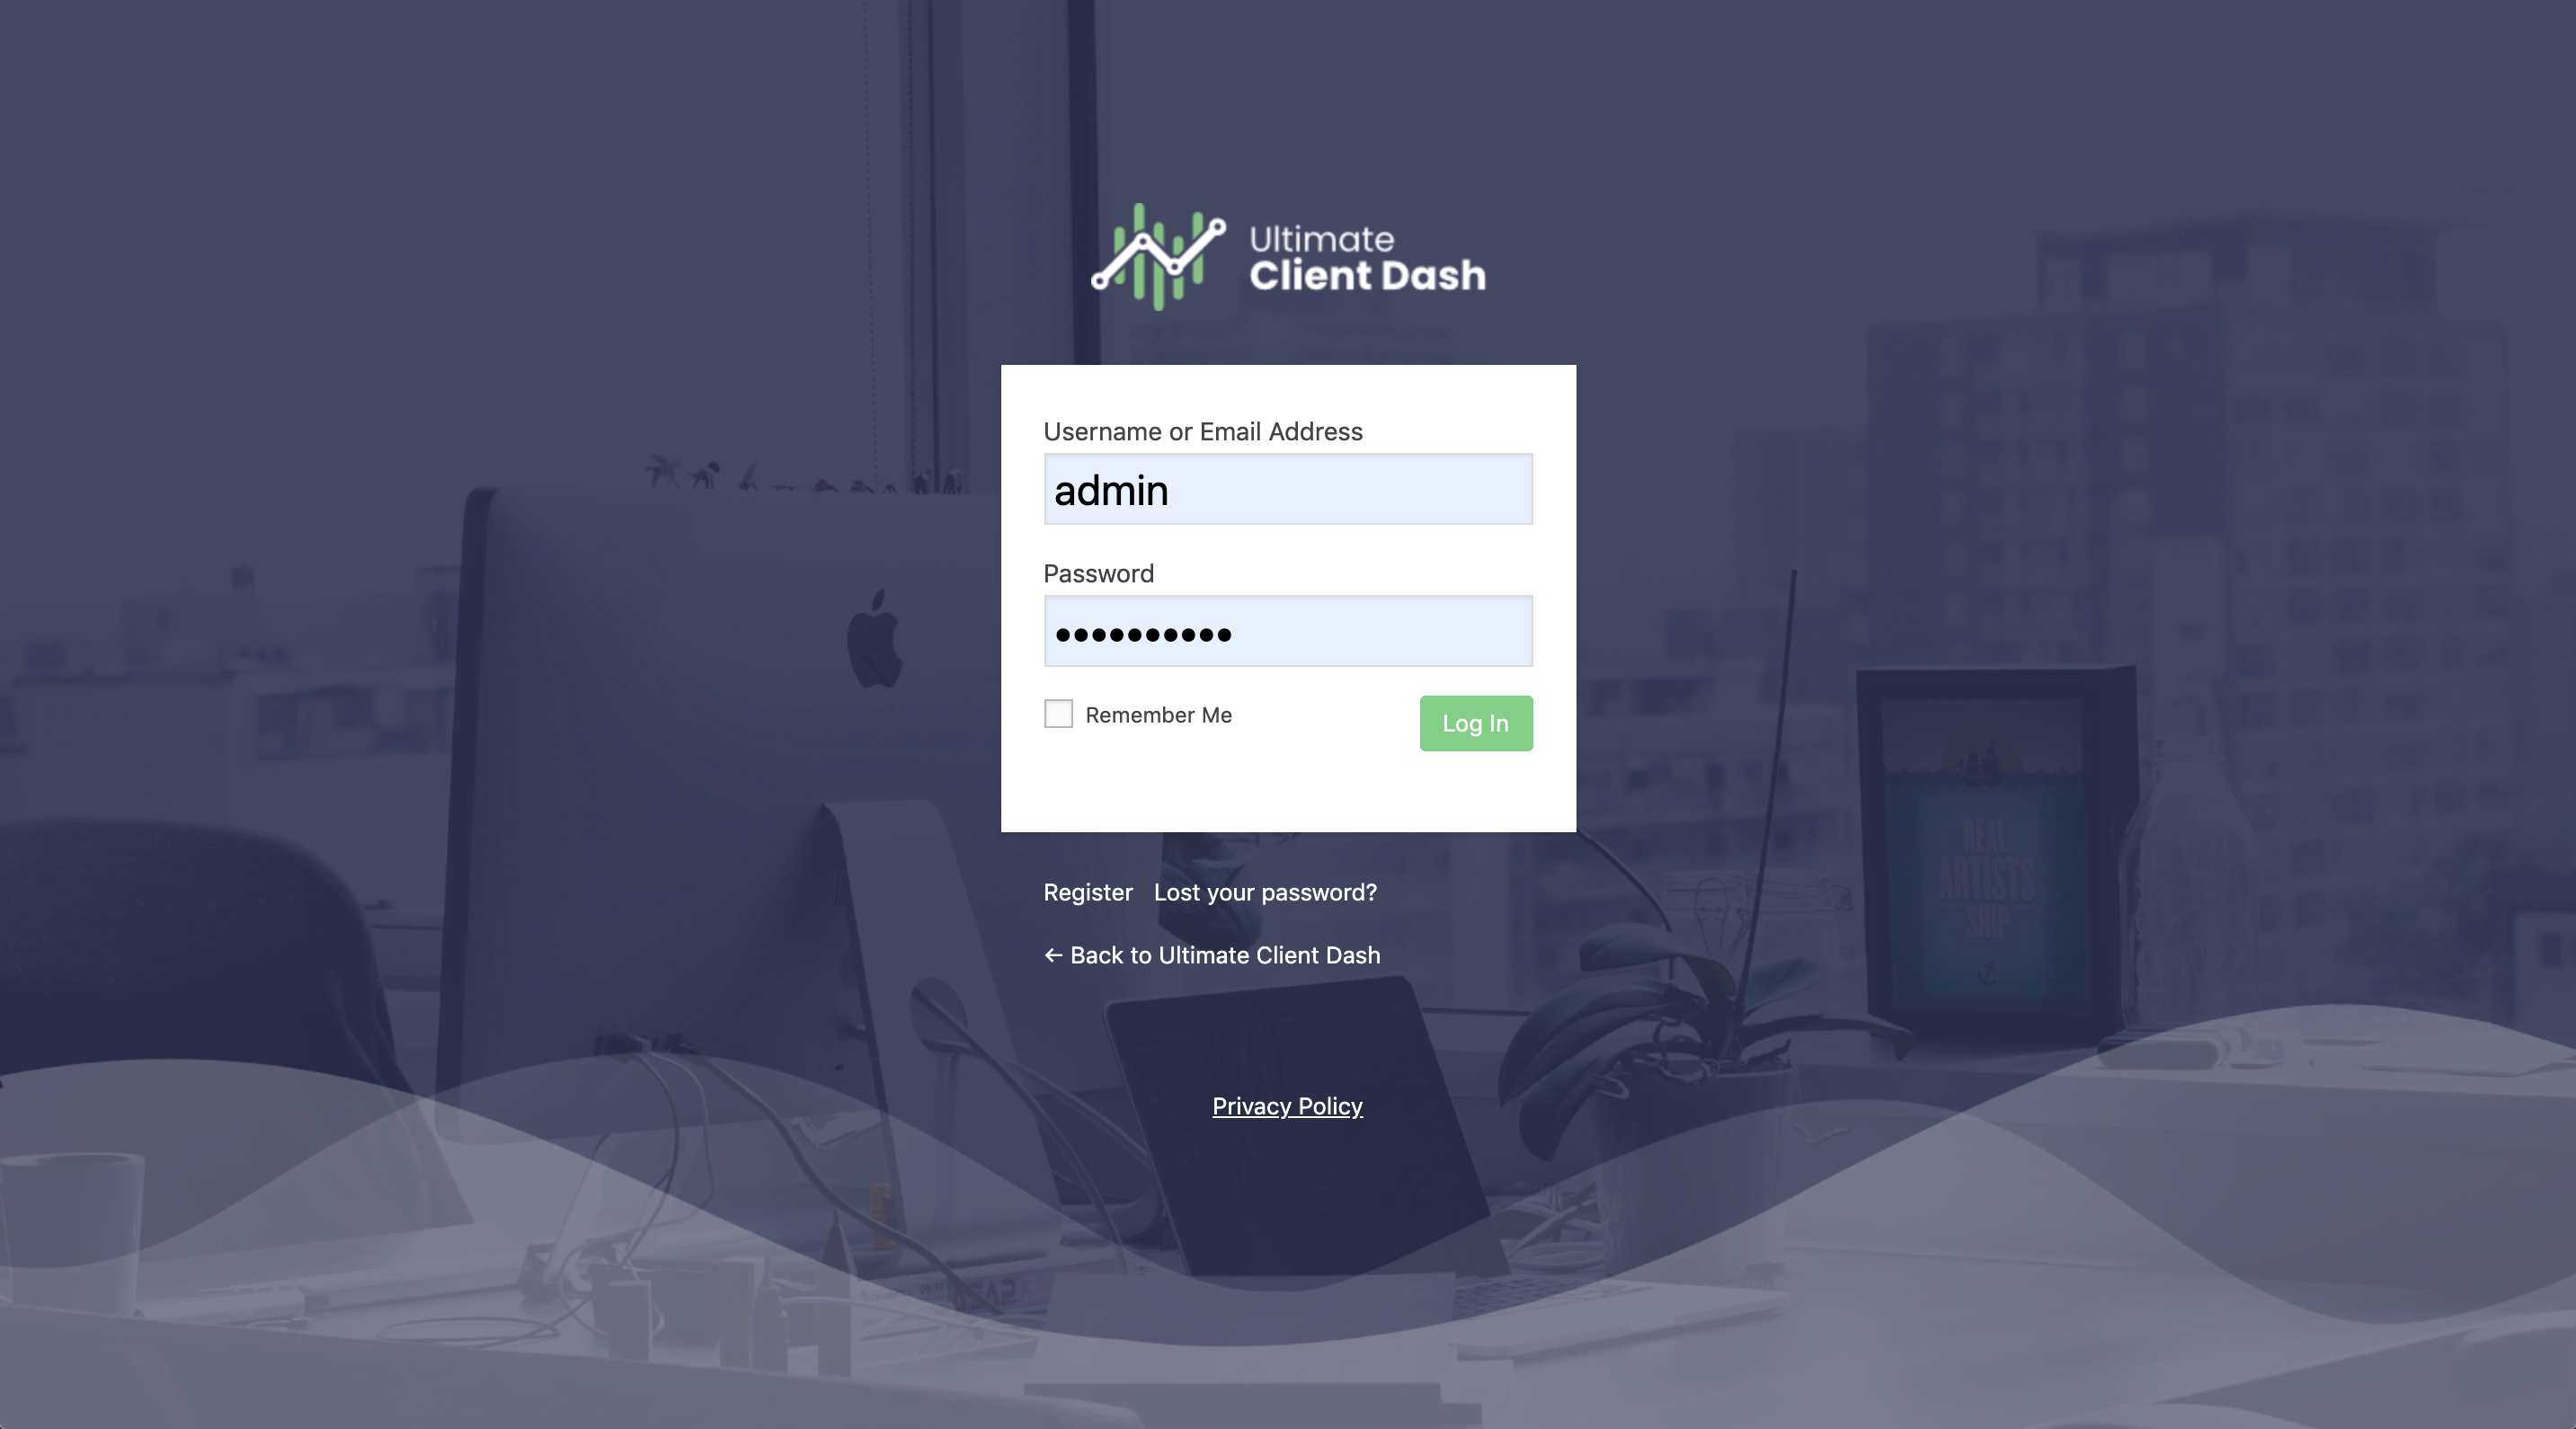 Ultimate
Client Dash
Username or Email Address
admin
Password
Remember Me
Log In
Register
Lost your password?
← Back to Ultimate Client Dash
REAL
ARTISTS
SHIP
Privacy Policy